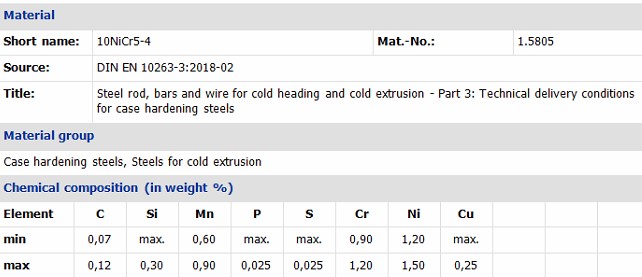 Material
Short name: 10NiCr5-4 Mat.-No.: 1.5805
Source: DIN EN 10263-3:2018-02
Title: Steel rod, bars and wire for cold heading and cold extrusion - Part 3: Technical delivery conditions
for case hardening steels
Material group
Case hardening steels, Steels for cold extrusion
Chemical composition (in weight %)
Element C Si Mn P S Cr Ni Cu
min 0,07 max. 0,60 max. max. 0,90 1,20 max.
max 0,12 0,30 0,90 0,025 0,025 1,20 1,50 0,25